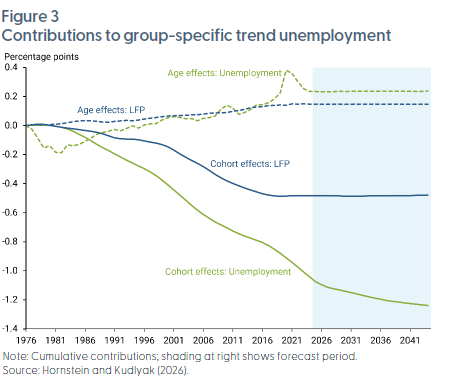 Figure 3
Contributions to group-specific trend unemployment
Percentage points
0.4
Age effects: Unemployment
0.2
Age effects: LFP
0.0
-0.2
Cohort effects: LFP
-0.4
-0.6
-0.8
-1.0
Cohort effects: Unemployment
-1.2
-1.4
1976 1981 1986 1991 1996 2001 2006 2011 2016 2021 2026 2031 2036 2041
Note: Cumulative contributions; shading at right shows forecast period.
Source: Hornstein and Kudlyak (2026).